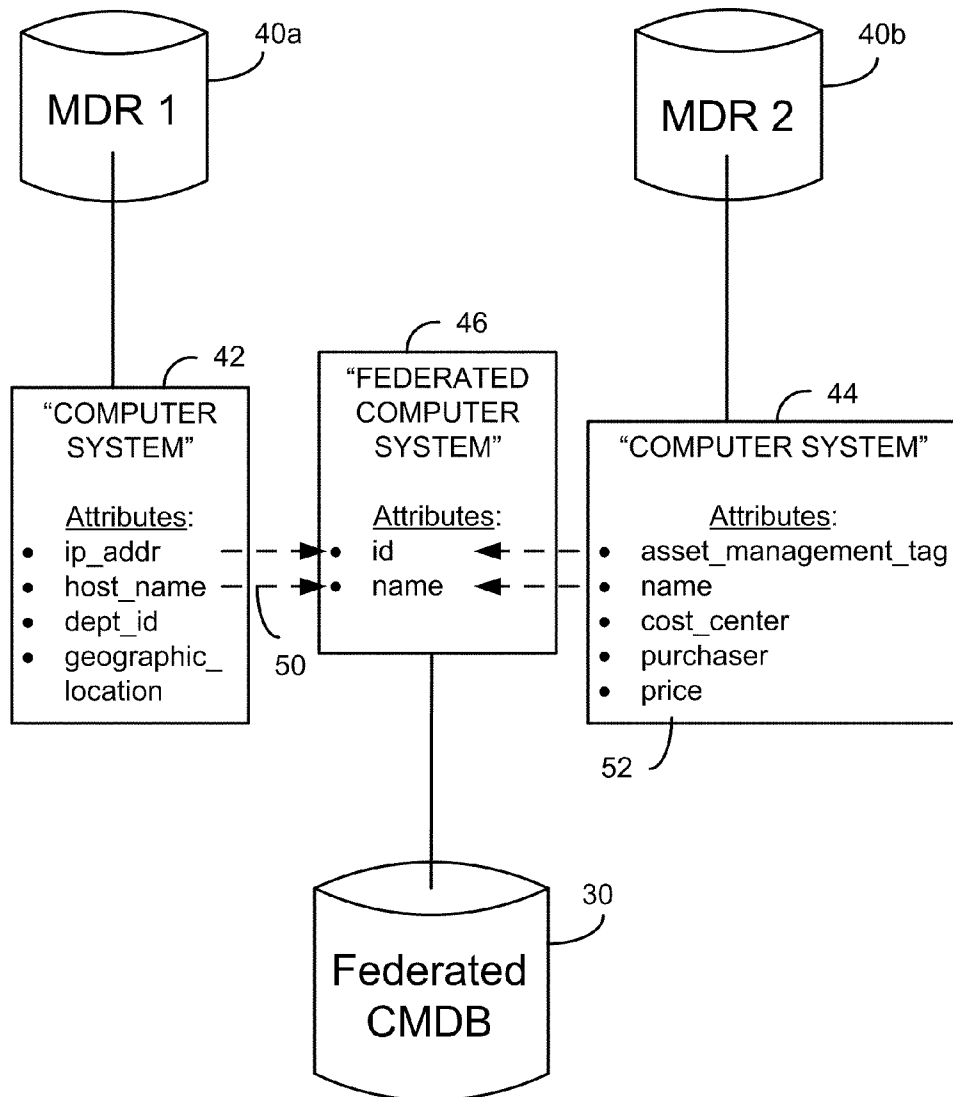 40a
MDR 1
40b
MDR 2
42
"COMPUTER
SYSTEM"
Attributes:
• ip_addr
• host_name
• dept_id
• geographic_
location
50
46
"FEDERATED
COMPUTER
SYSTEM"
Attributes:
• id
• name
44
"COMPUTER SYSTEM"
Attributes:
• asset_management_tag
• name
• cost_center
• purchaser
• price
52
30
Federated
CMDB